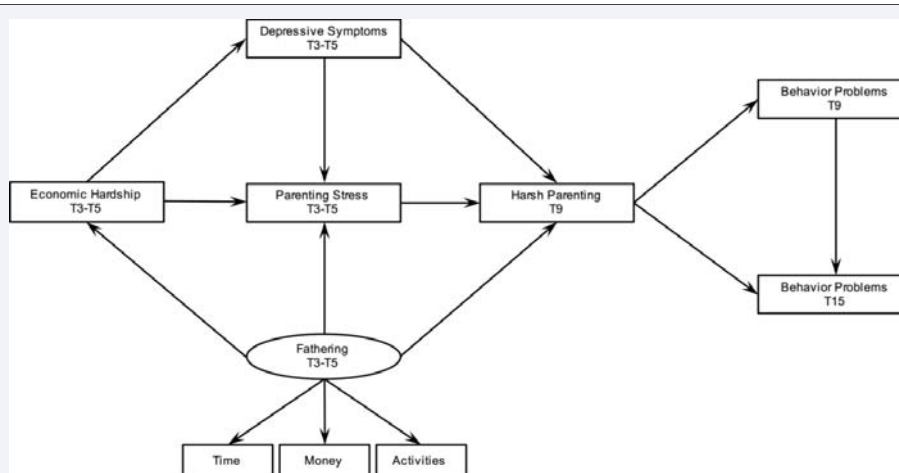 Depressive Symptoms
T3-T5
Behavior Problems
T9
Economic Hardship
T3-T5
Parenting Stress
T3-T5
Harsh Parenting
T9
Behavior Problems
T15
Fathering
T3-T5
Time
Money
Activities